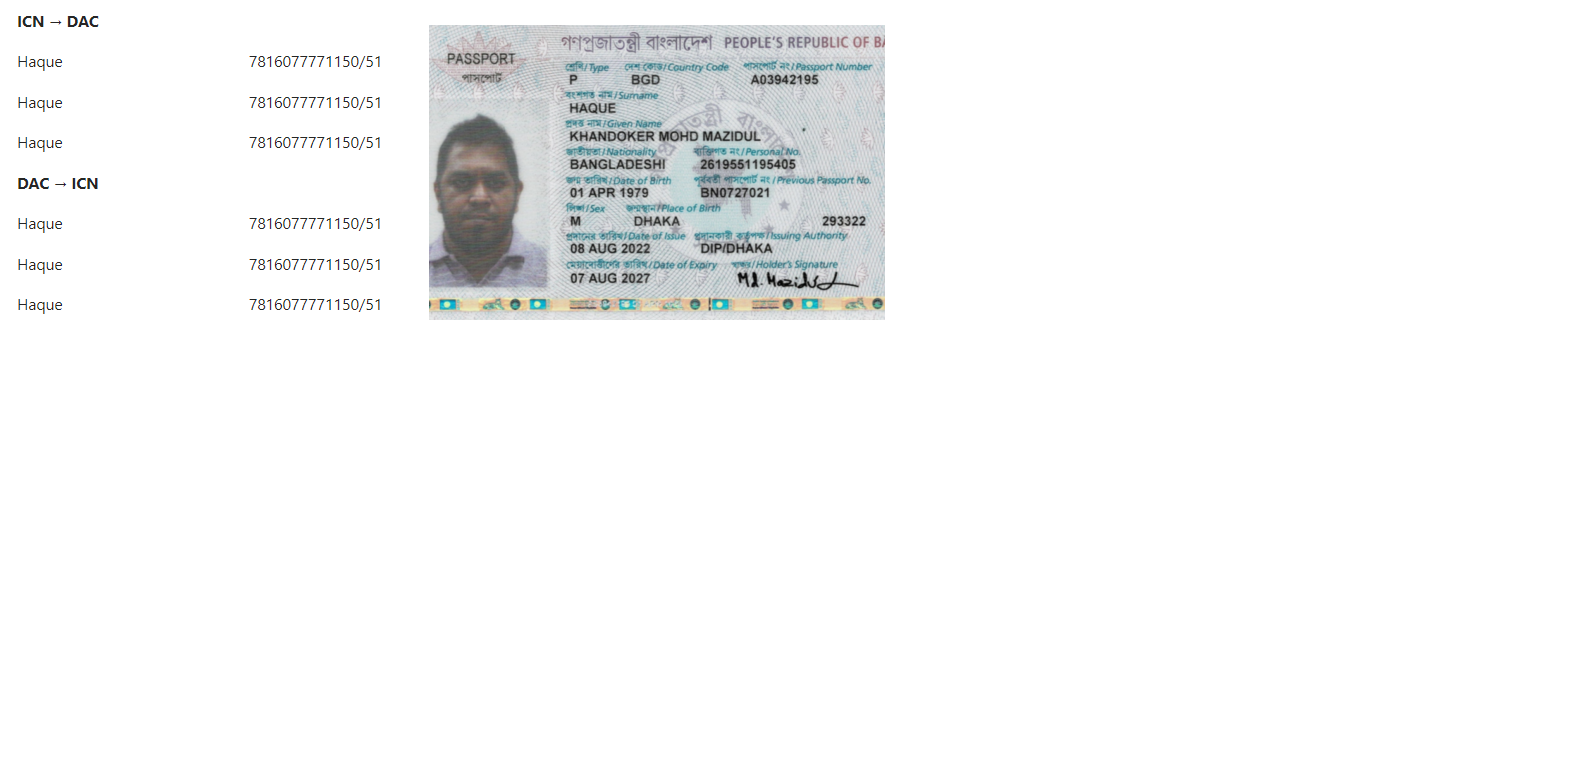 ICN → DAC
Haque 7816077771150/51
Haque 7816077771150/51
Haque 7816077771150/51
DAC → ICN
Haque 7816077771150/51
Haque 7816077771150/51
Haque 7816077771150/51
PASSPORT
পাসপোর্ট
গণপ্রজাতন্ত্রী বাংলাদেশ PEOPLE'S REPUBLIC OF BA
শ্রেণি/Type দেশ কোড/Country Code পাসপোর্ট নং/Passport Number
P BGD A03942195
বংশগত নাম/Surname
HAQUE
প্রদত্ত নাম/Given Name
KHANDOKER MOHD MAZIDUL
জাতীয়তা/Nationality ব্যক্তিগত নং/Personal No.
BANGLADESHI 2619551195405
জন্ম তারিখ/Date of Birth পূর্ববর্তী পাসপোর্ট নং/Previous Passport No.
01 APR 1979 BN0727021
লিঙ্গ/Sex জন্মস্থান/Place of Birth
M DHAKA 293322
প্রদানের তারিখ/Date of Issue প্রদানকারী কর্তৃপক্ষ/Issuing Authority
08 AUG 2022 DIP/DHAKA
মেয়াদোত্তীর্ণের তারিখ/Date of Expiry স্বাক্ষর/Holder's Signature
07 AUG 2027 Md. Mazidul